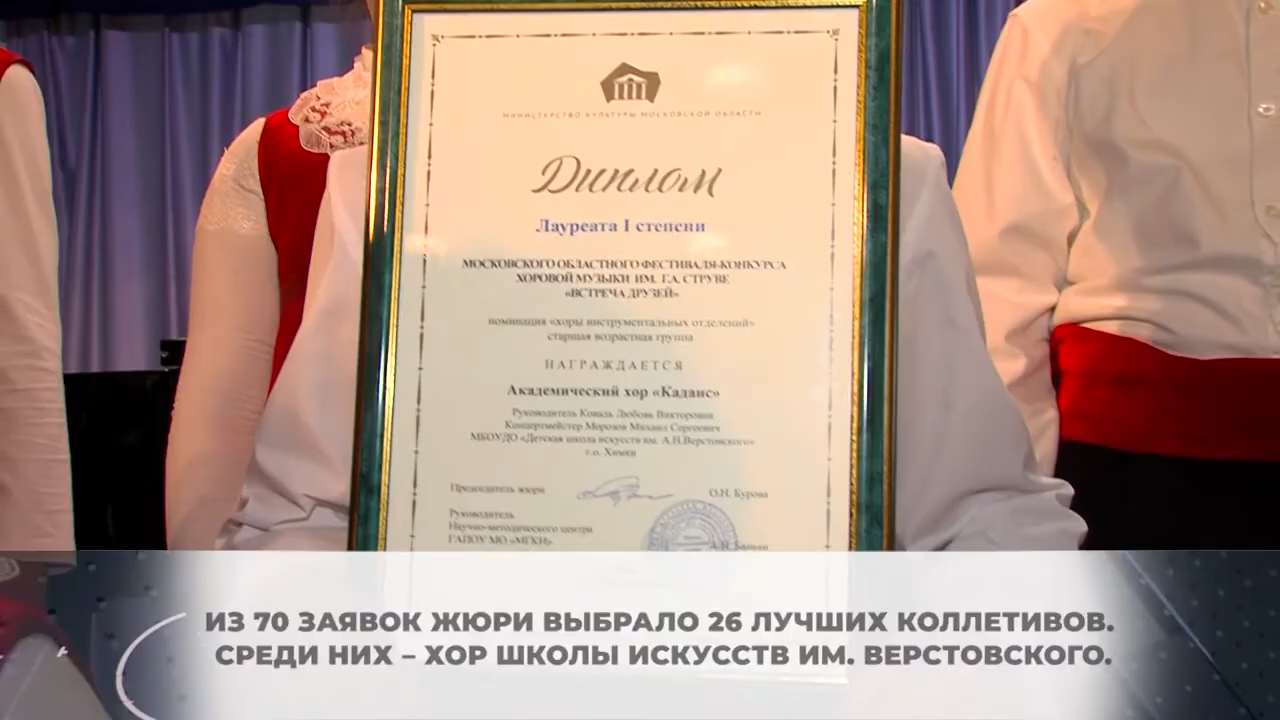 МИНИСТЕРСТВО КУЛЬТУРЫ МОСКОВСКОЙ ОБЛАСТИ
Диплом
Лауреата I степени
МОСКОВСКОГО ОБЛАСТНОГО ФЕСТИВАЛЯ-КОНКУРСА
ХОРОВОЙ МУЗЫКИ ИМ. Г.А. СТРУВЕ
«ВСТРЕЧА ДРУЗЕЙ»
номинация «хоры инструментальных отделений»
старшая возрастная группа
НАГРАЖДАЕТСЯ
Академический хор «Каданс»
Руководитель Коваль Любовь Викторовна
Концертмейстер Морозов Михаил Сергеевич
МБОУДО «Детская школа искусств им. А.Н.Верстовского»
г.о. Химки
Председатель жюри О.Н. Бурова
Руководитель
Научно-методического центра
ГАПОУ МО «МГКИ»
ИЗ 70 ЗАЯВОК ЖЮРИ ВЫБРАЛО 26 ЛУЧШИХ КОЛЛЕТИВОВ.
СРЕДИ НИХ – ХОР ШКОЛЫ ИСКУССТВ ИМ. ВЕРСТОВСКОГО.